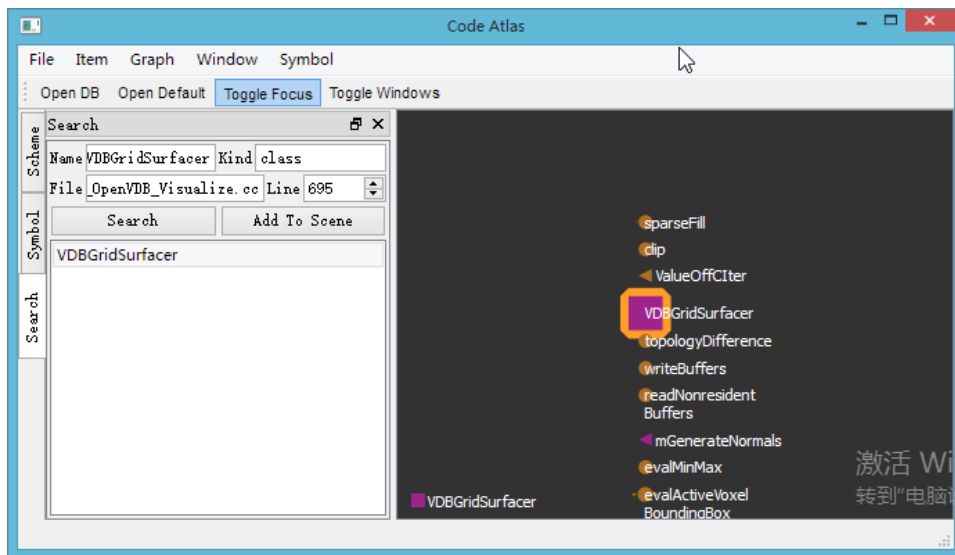 Code Atlas
File Item Graph Window Symbol
Open DB Open Default Toggle Focus Toggle Windows
Search
Name VDBGridSurfacer Kind class
File _OpenVDB_Visualize.cc Line 695
Search Add To Scene
VDBGridSurfacer
Scheme
Symbol
Search
sparseFill
clip
ValueOffCIter
VDBGridSurfacer
topologyDifference
writeBuffers
readNonresident
Buffers
mGenerateNormals
evalMinMax
evalActiveVoxel
BoundingBox
VDBGridSurfacer
激活 Wi
转到"电脑